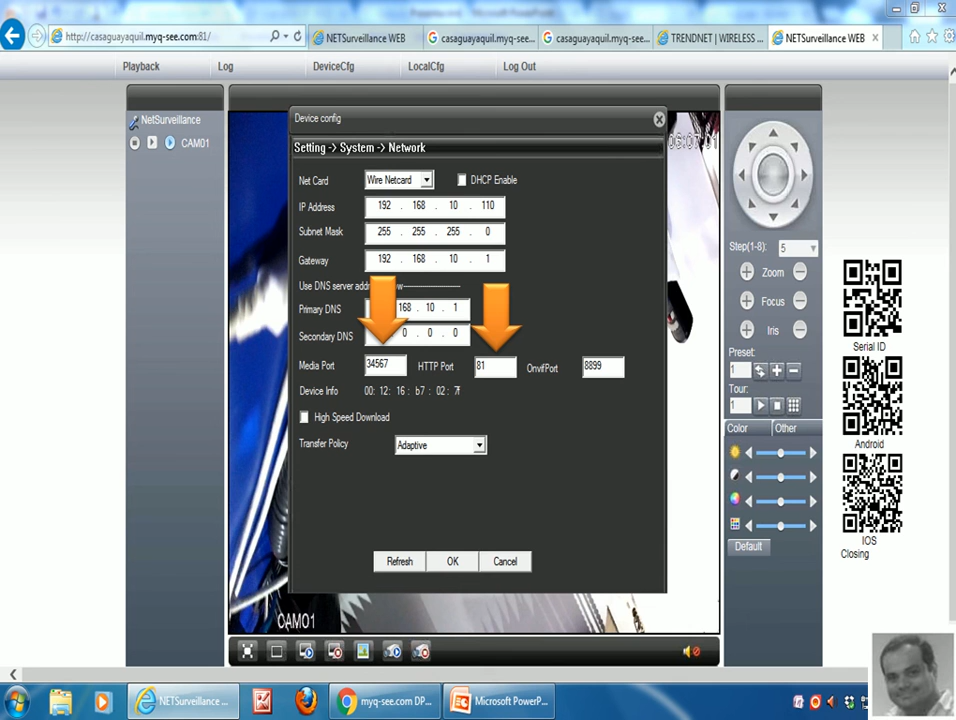 Presentación1 - Microsoft PowerPoint
http://casaguayaquil.myq-see.com:81/
NETSurveillance WEB
casaguayaquil.myq-see...
casaguayaquil.myq-see...
TRENDNET | WIRELESS ...
NETSurveillance WEB
Playback
Log
DeviceCfg
LocalCfg
Log Out
NetSurveillance
CAM01
Device config
Setting -> System -> Network
Net Card
Wire Netcard
DHCP Enable
IP Address
192 . 168 . 10 . 110
Subnet Mask
255 . 255 . 255 . 0
Gateway
192 . 168 . 10 . 1
Use DNS server
Primary DNS
168 . 10 . 1
Secondary DNS
0 . 0 . 0
Media Port
34567
HTTP Port
81
OnvifPort
8899
Device Info
00: 12: 16: b7 : 02 : 7f
High Speed Download
Transfer Policy
Adaptive
Refresh
OK
Cancel
CAM01
Step(1-8):
5
Zoom
Focus
Iris
Preset:
1
Tour:
1
Color
Other
Default
Serial ID
Android
IOS
Closing
NETSurveillance ...
myq-see.com DP...
Microsoft PowerP...